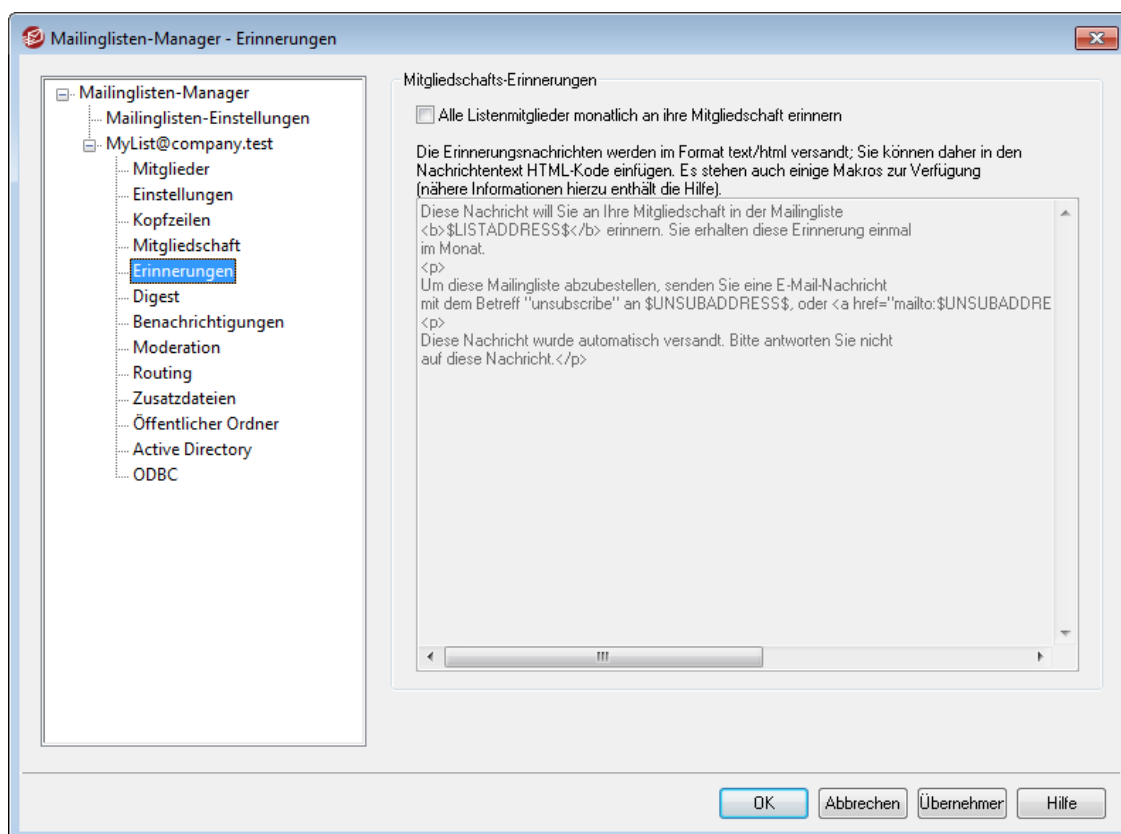 Mailinglisten-Manager - Erinnerungen
Mailinglisten-Manager
Mailinglisten-Einstellungen
MyList@company.test
Mitglieder
Einstellungen
Kopfzeilen
Mitgliedschaft
Erinnerungen
Digest
Benachrichtigungen
Moderation
Routing
Zusatzdateien
Öffentlicher Ordner
Active Directory
ODBC
Mitgliedschafts-Erinnerungen
Alle Listenmitglieder monatlich an ihre Mitgliedschaft erinnern
Die Erinnerungsnachrichten werden im Format text/html versandt; Sie können daher in den
Nachrichtentext HTML-Kode einfügen. Es stehen auch einige Makros zur Verfügung
(nähere Informationen hierzu enthält die Hilfe).
Diese Nachricht will Sie an Ihre Mitgliedschaft in der Mailingliste
<b>$LISTADDRESS$</b> erinnern. Sie erhalten diese Erinnerung einmal
im Monat.
<p>
Um diese Mailingliste abzubestellen, senden Sie eine E-Mail-Nachricht
mit dem Betreff "unsubscribe" an $UNSUBADDRESS$, oder <a href="mailto:$UNSUBADDRE
<p>
Diese Nachricht wurde automatisch versandt. Bitte antworten Sie nicht
auf diese Nachricht.</p>
OK
Abbrechen
Übernehmer
Hilfe